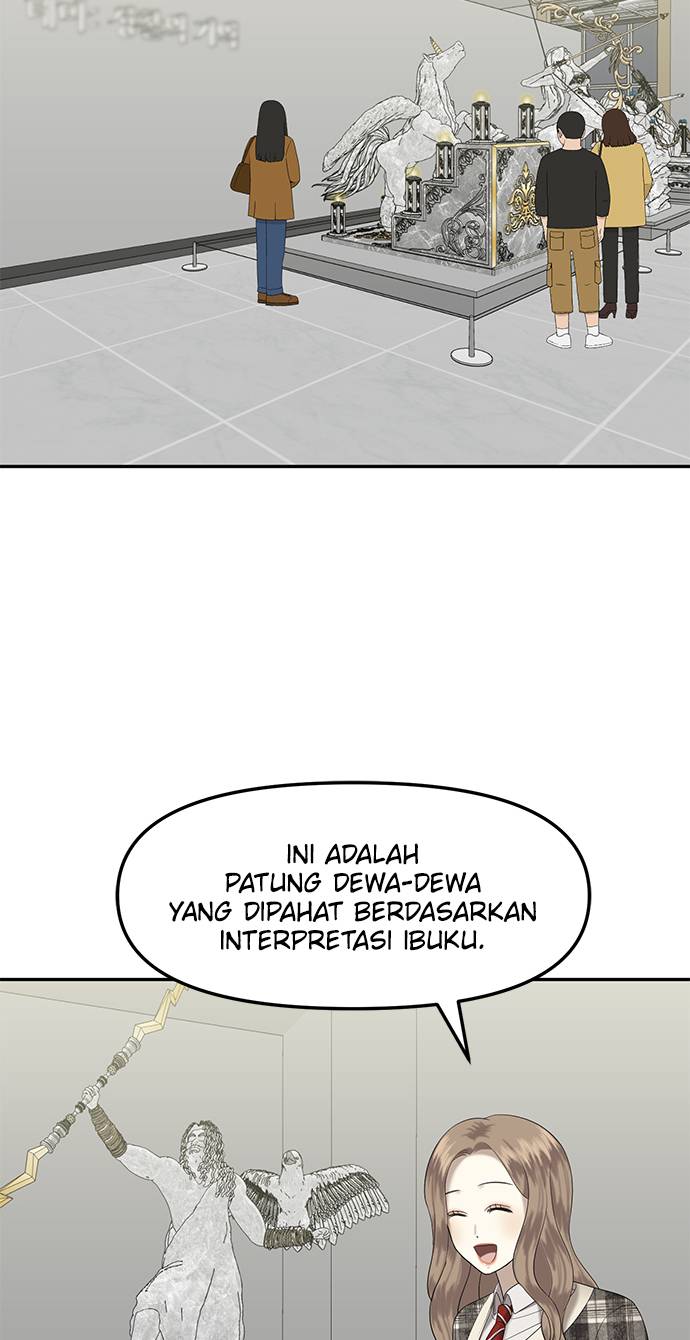 INI ADALAH
PATUNG DEWA-DEWA
YANG DIPAHAT BERDASARKAN
INTERPRETASI IBUKU.